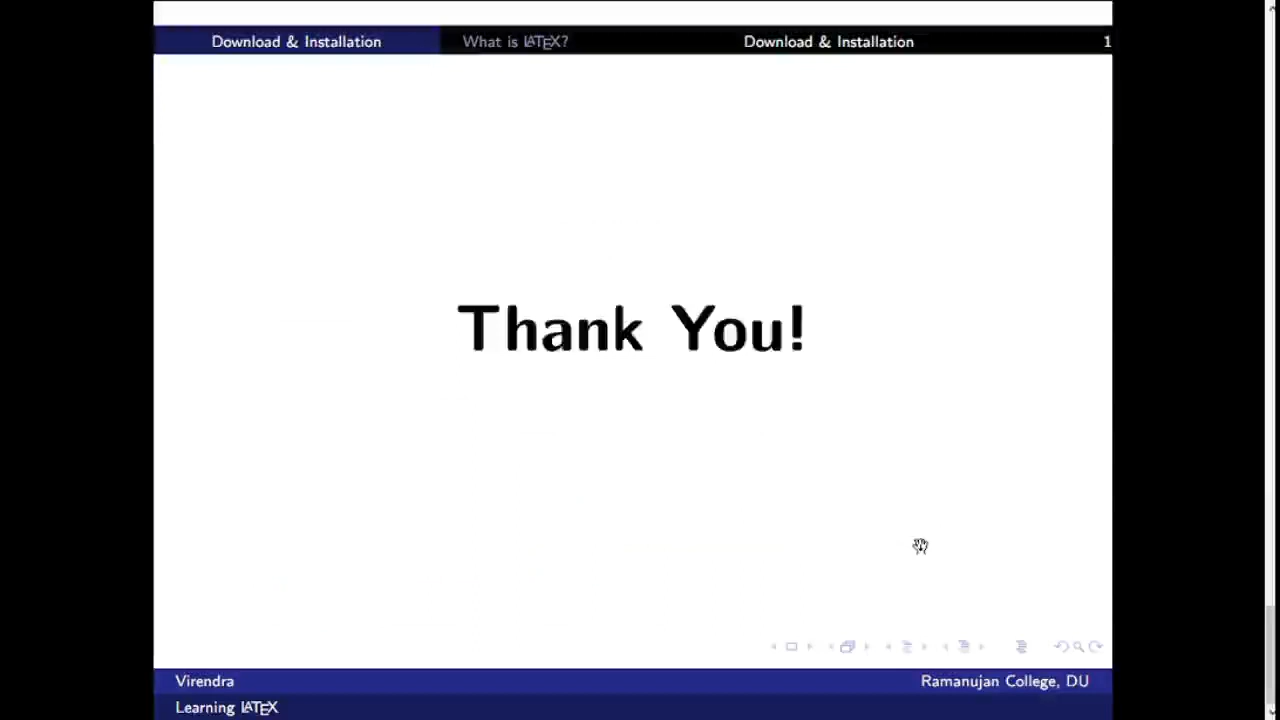 Download & Installation What is LATEX? Download & Installation 1
Thank You!
Virendra Ramanujan College, DU
Learning LATEX